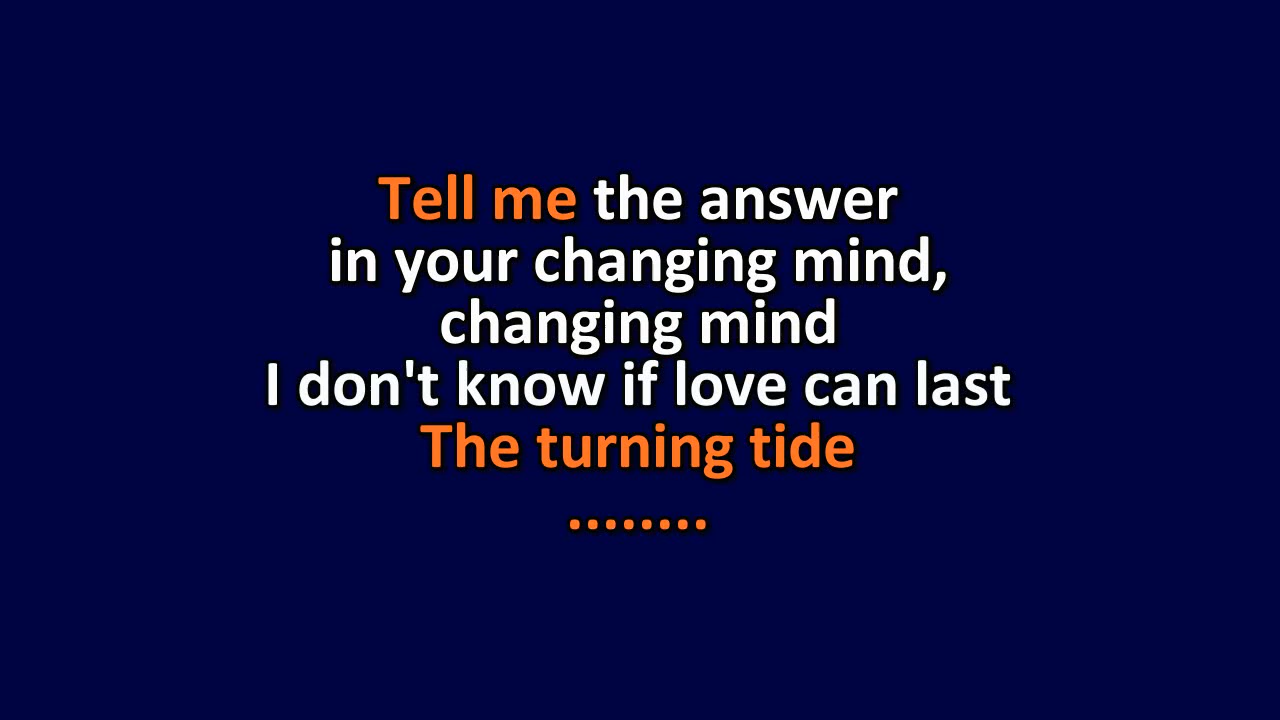 Tell me the answer
in your changing mind,
changing mind
I don't know if love can last
The turning tide
........